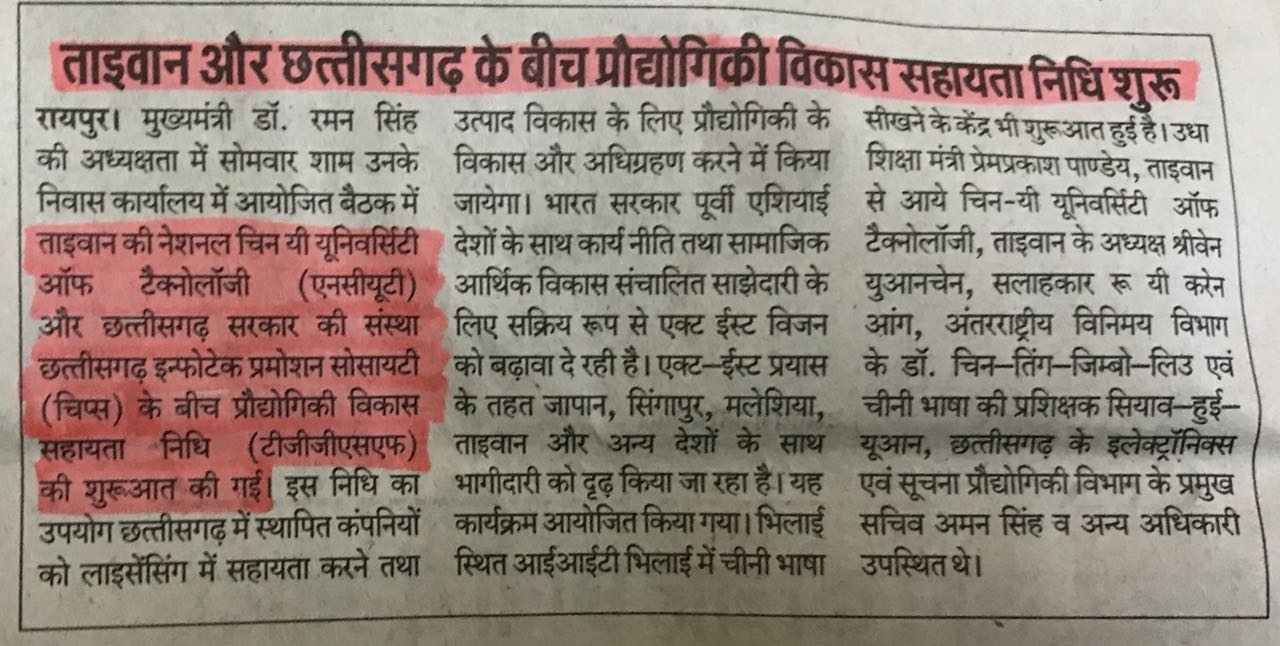 ताइवान और छत्तीसगढ़ के बीच प्रौद्योगिकी विकास सहायता निधि शुरू
रायपुर। मुख्यमंत्री डॉ. रमन सिंह
की अध्यक्षता में सोमवार शाम उनके
निवास कार्यालय में आयोजित बैठक में
ताइवान की नेशनल चिन यी यूनिवर्सिटी
ऑफ टैक्नोलॉजी (एनसीयूटी)
और छत्तीसगढ़ सरकार की संस्था
छत्तीसगढ़ इन्फोटेक प्रमोशन सोसायटी
(चिप्स) के बीच प्रौद्योगिकी विकास
सहायता निधि (टीजीजीएसएफ)
की शुरूआत की गई। इस निधि का
उपयोग छत्तीसगढ़ में स्थापित कंपनियों
को लाइसेंसिंग में सहायता करने तथा
उत्पाद विकास के लिए प्रौद्योगिकी के
विकास और अधिग्रहण करने में किया
जायेगा। भारत सरकार पूर्वी एशियाई
देशों के साथ कार्य नीति तथा सामाजिक
आर्थिक विकास संचालित साझेदारी के
लिए सक्रिय रूप से एक्ट ईस्ट विजन
को बढ़ावा दे रही है। एक्ट–ईस्ट प्रयास
के तहत जापान, सिंगापुर, मलेशिया,
ताइवान और अन्य देशों के साथ
भागीदारी को दृढ़ किया जा रहा है। यह
कार्यक्रम आयोजित किया गया। भिलाई
स्थित आईआईटी भिलाई में चीनी भाषा
सीखने के केंद्र भी शुरूआत हुई है। उधा
शिक्षा मंत्री प्रेमप्रकाश पाण्डेय, ताइवान
से आये चिन-यी यूनिवर्सिटी ऑफ
टैक्नोलॉजी, ताइवान के अध्यक्ष श्रीवेन
युआनचेन, सलाहकार रू यी करेन
आंग, अंतरराष्ट्रीय विनिमय विभाग
के डॉ. चिन–तिंग–जिम्बो–लिउ एवं
चीनी भाषा की प्रशिक्षक सियाव–हुई–
यूआन, छत्तीसगढ़ के इलेक्ट्रॉनिक्स
एवं सूचना प्रौद्योगिकी विभाग के प्रमुख
सचिव अमन सिंह व अन्य अधिकारी
उपस्थित थे।